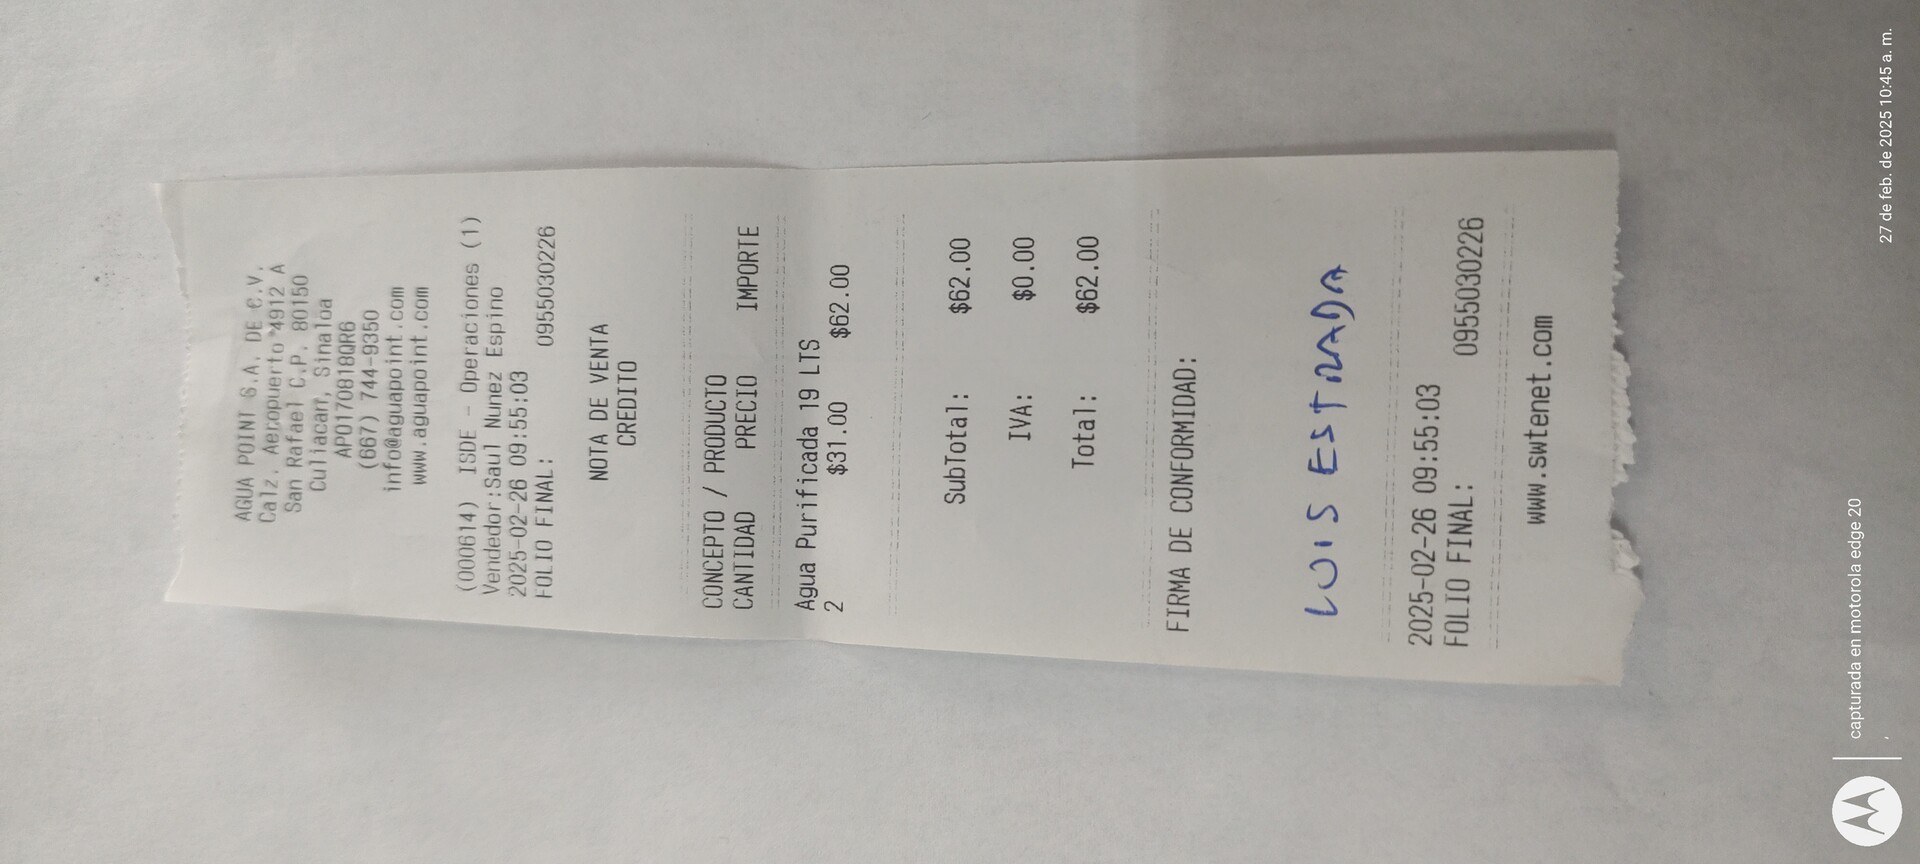 AGUA POINT S.A. DE C.V.
Calz. Aeropuerto 4912 A
San Rafael C.P. 80150
Culiacan, Sinaloa
APO170818QR6
(667) 744-9350
info@aguapoint.com
www.aguapoint.com
(000614) ISDE - Operaciones (1)
Vendedor:Saul Nunez Espino
2025-02-26 09:55:03
FOLIO FINAL: 0955030226
NOTA DE VENTA
CREDITO
CONCEPTO / PRODUCTO
CANTIDAD PRECIO IMPORTE
Agua Purificada 19 LTS
2 $31.00 $62.00
SubTotal: $62.00
IVA: $0.00
Total: $62.00
FIRMA DE CONFORMIDAD:
LUIS ESTRADA
2025-02-26 09:55:03
FOLIO FINAL: 0955030226
www.swtenet.com
capturada en motorola edge 20
27 de feb. de 2025 10:45 a. m.